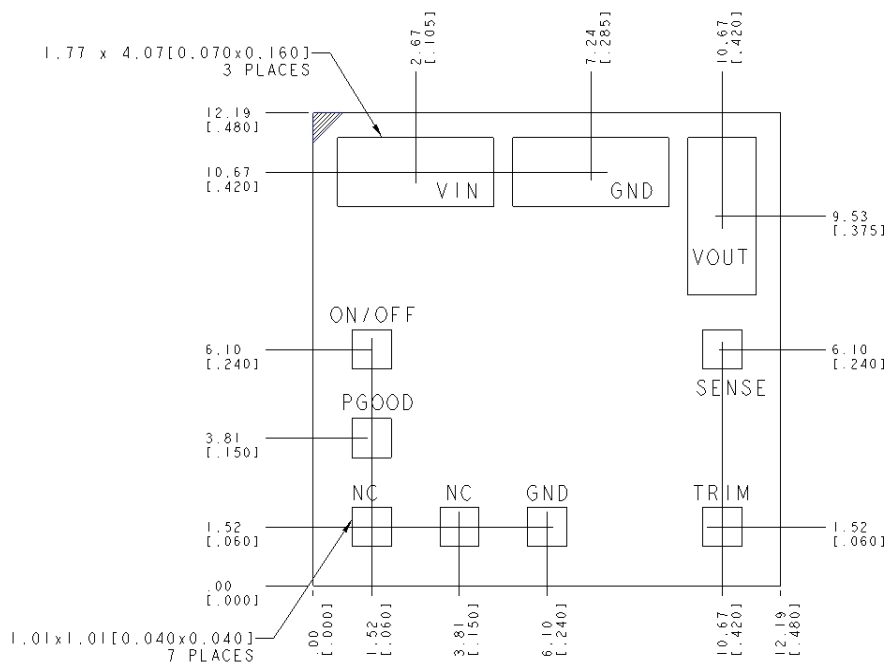 2.67
[.105]
7.24
[.285]
10.67
[.420]
1.77 x 4.07[0.070x0.160]
3 PLACES
12.19
[.480]
10.67
[.420]
VIN
GND
9.53
[.375]
VOUT
ON/OFF
6.10
[.240]
6.10
[.240]
SENSE
PGOOD
3.81
[.150]
NC
NC
GND
TRIM
1.52
[.060]
1.52
[.060]
.00
[.000]
1.01x1.01[0.040x0.040]
7 PLACES
.00
[.000]
1.52
[.060]
3.81
[.150]
6.10
[.240]
10.67
[.420]
12.19
[.480]